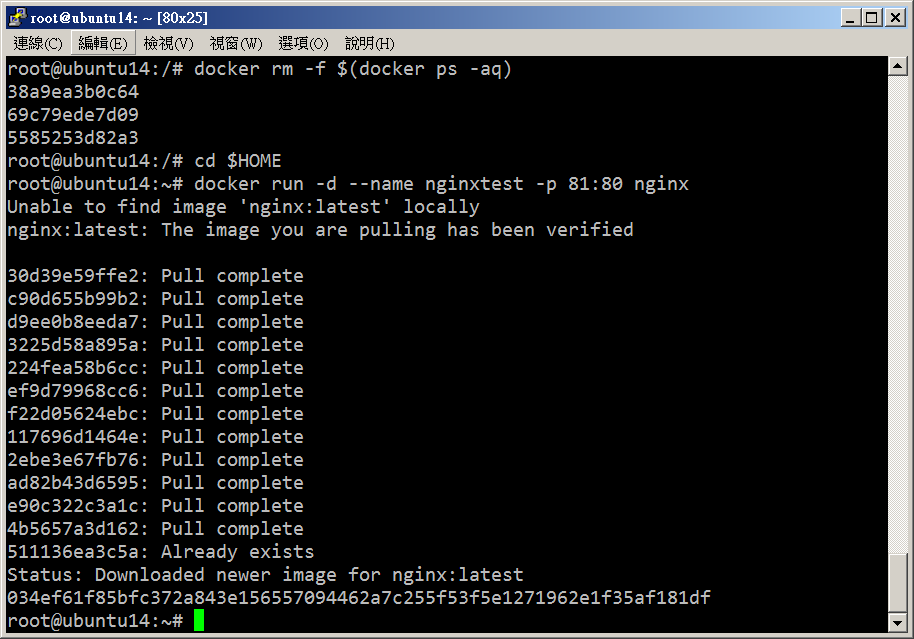 root@ubuntu14: ~ [80x25]
連線(C) 編輯(E) 檢視(V) 視窗(W) 選項(O) 說明(H)
root@ubuntu14:/# docker rm -f $(docker ps -aq)
38a9ea3b0c64
69c79ede7d09
5585253d82a3
root@ubuntu14:/# cd $HOME
root@ubuntu14:~# docker run -d --name nginxtest -p 81:80 nginx
Unable to find image 'nginx:latest' locally
nginx:latest: The image you are pulling has been verified
30d39e59ffe2: Pull complete
c90d655b99b2: Pull complete
d9ee0b8eeda7: Pull complete
3225d58a895a: Pull complete
224fea58b6cc: Pull complete
ef9d79968cc6: Pull complete
f22d05624ebc: Pull complete
117696d1464e: Pull complete
2ebe3e67fb76: Pull complete
ad82b43d6595: Pull complete
e90c322c3a1c: Pull complete
4b5657a3d162: Pull complete
511136ea3c5a: Already exists
Status: Downloaded newer image for nginx:latest
034ef61f85bfc372a843e156557094462a7c255f53f5e1271962e1f35af181df
root@ubuntu14:~#